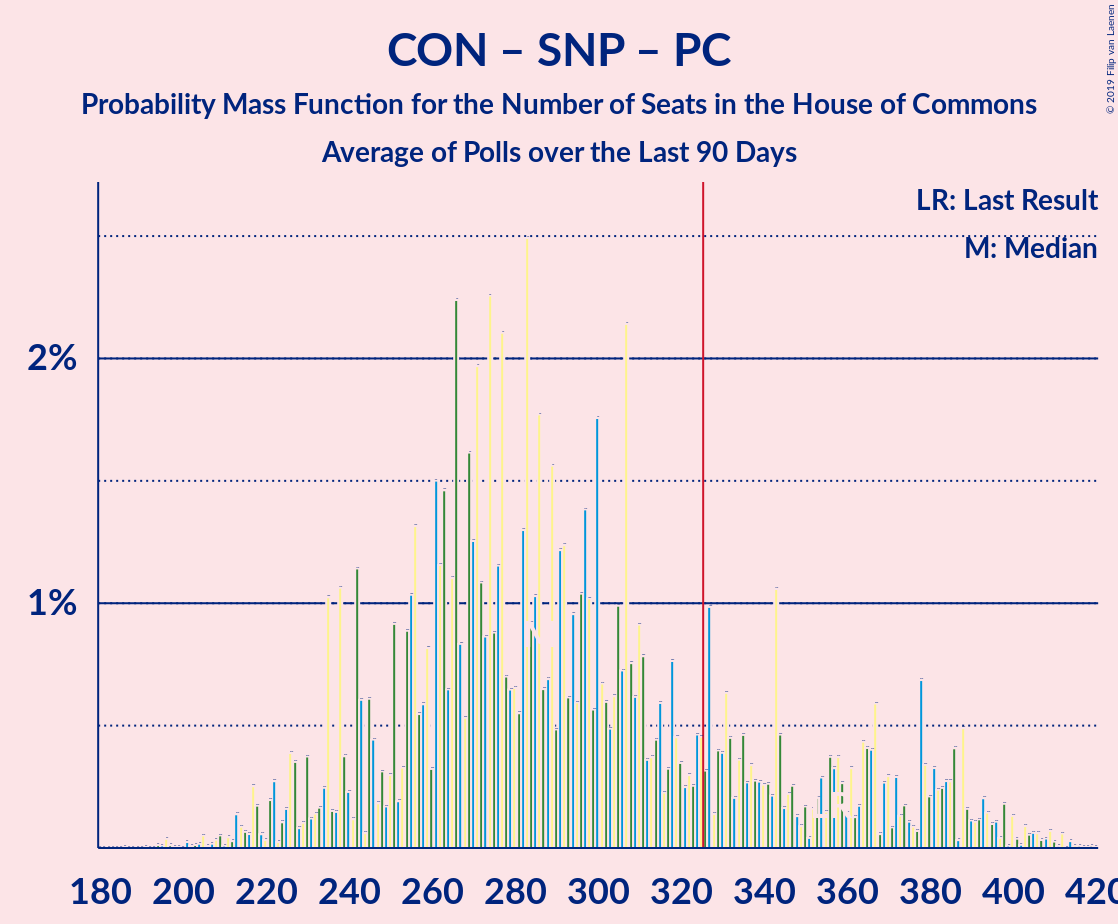 CON – SNP – PC
Probability Mass Function for the Number of Seats in the House of Commons
Average of Polls over the Last 90 Days
© 2019 Filip van Laenen
LR: Last Result
M: Median
2%
1%
180 200 220 240 260 280 300 320 340 360 380 400 420